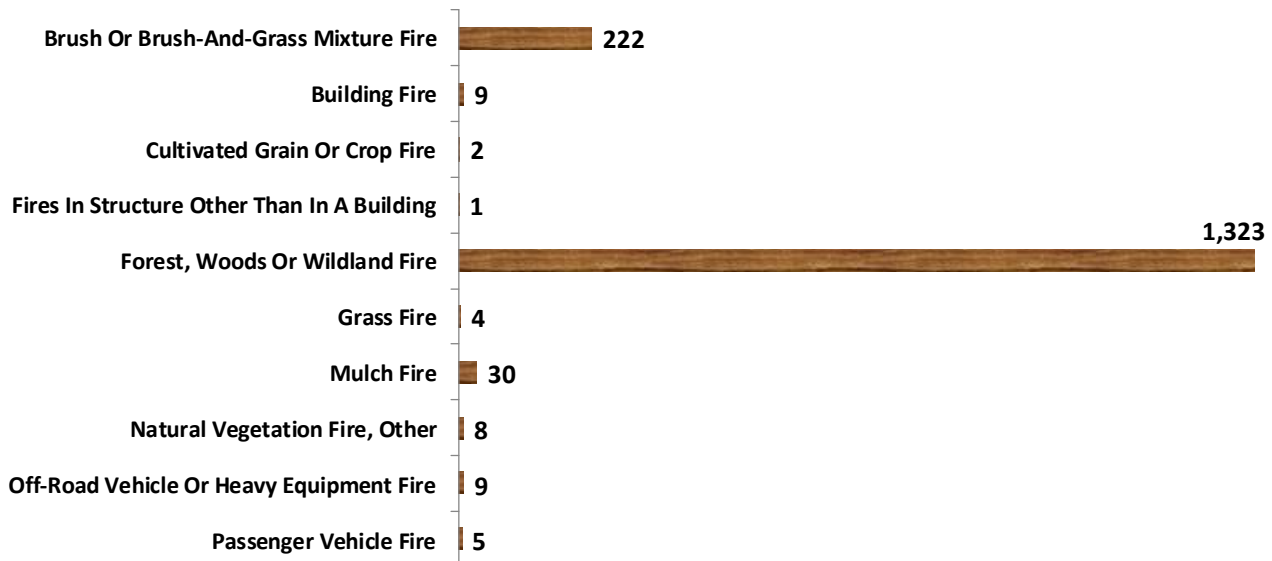 Brush Or Brush-And-Grass Mixture Fire 222
Building Fire 9
Cultivated Grain Or Crop Fire 2
Fires In Structure Other Than In A Building 1
1,323
Forest, Woods Or Wildland Fire
Grass Fire 4
Mulch Fire 30
Natural Vegetation Fire, Other 8
Off-Road Vehicle Or Heavy Equipment Fire 9
Passenger Vehicle Fire 5